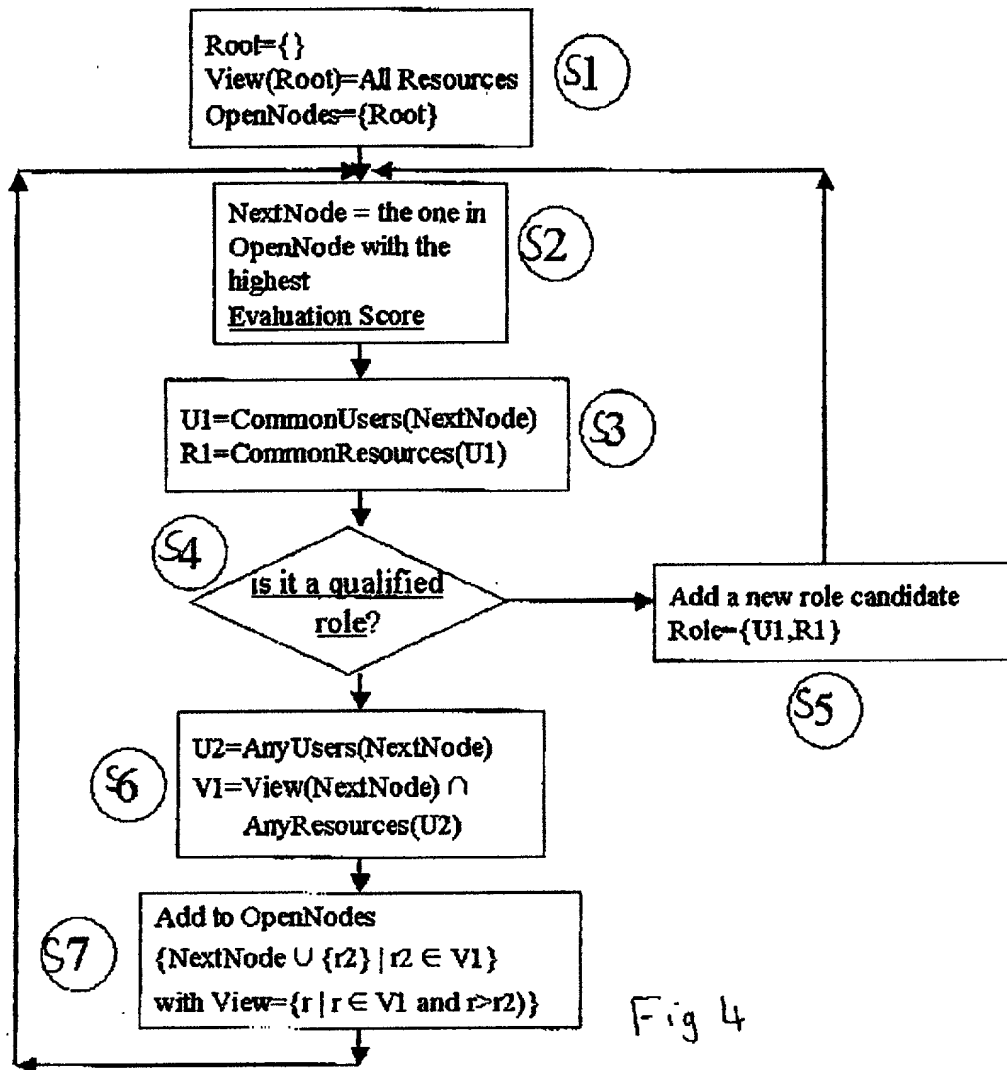 Root={}
View(Root)=All Resources
OpenNodes={Root}
S1
NextNode = the one in
OpenNode with the
highest
Evaluation Score
S2
U1=CommonUsers(NextNode)
R1=CommonResources(U1)
S3
S4
Is it a qualified
role?
Add a new role candidate
Role={U1,R1}
S5
U2=AnyUsers(NextNode)
V1=View(NextNode) ∩
AnyResources(U2)
S6
Add to OpenNodes
{NextNode ∪ {r2} | r2 ∈ V1}
with View={r | r ∈ V1 and r>r2)}
S7
Fig 4